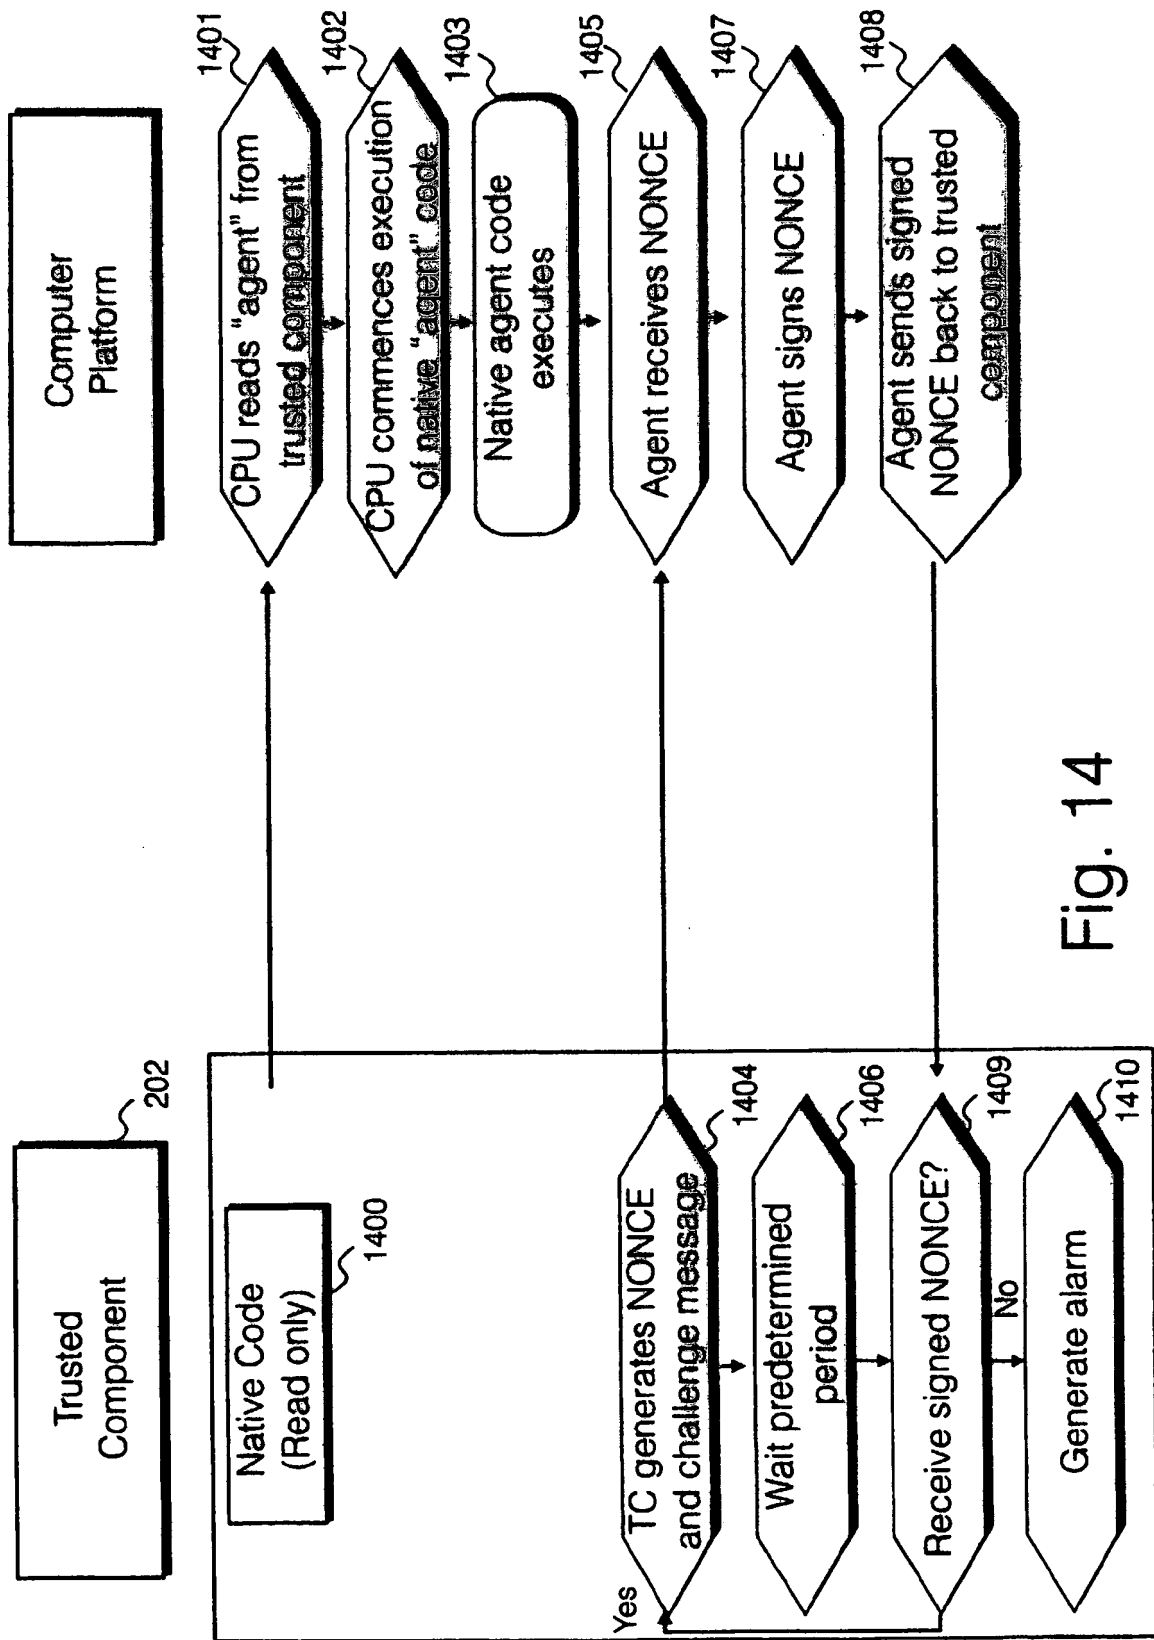 Trusted
Component
202
Native Code
(Read only)
1400
TC generates NONCE
and challenge message
1404
Yes
Wait predetermined
period
1406
Receive signed NONCE?
1409
No
Generate alarm
1410
Computer
Platform
CPU reads "agent" from
trusted component
1401
CPU commences execution
of native "agent" code
1402
Native agent code
executes
1403
Agent receives NONCE
1405
Agent signs NONCE
1407
Agent sends signed
NONCE back to trusted
component
1408
Fig. 14